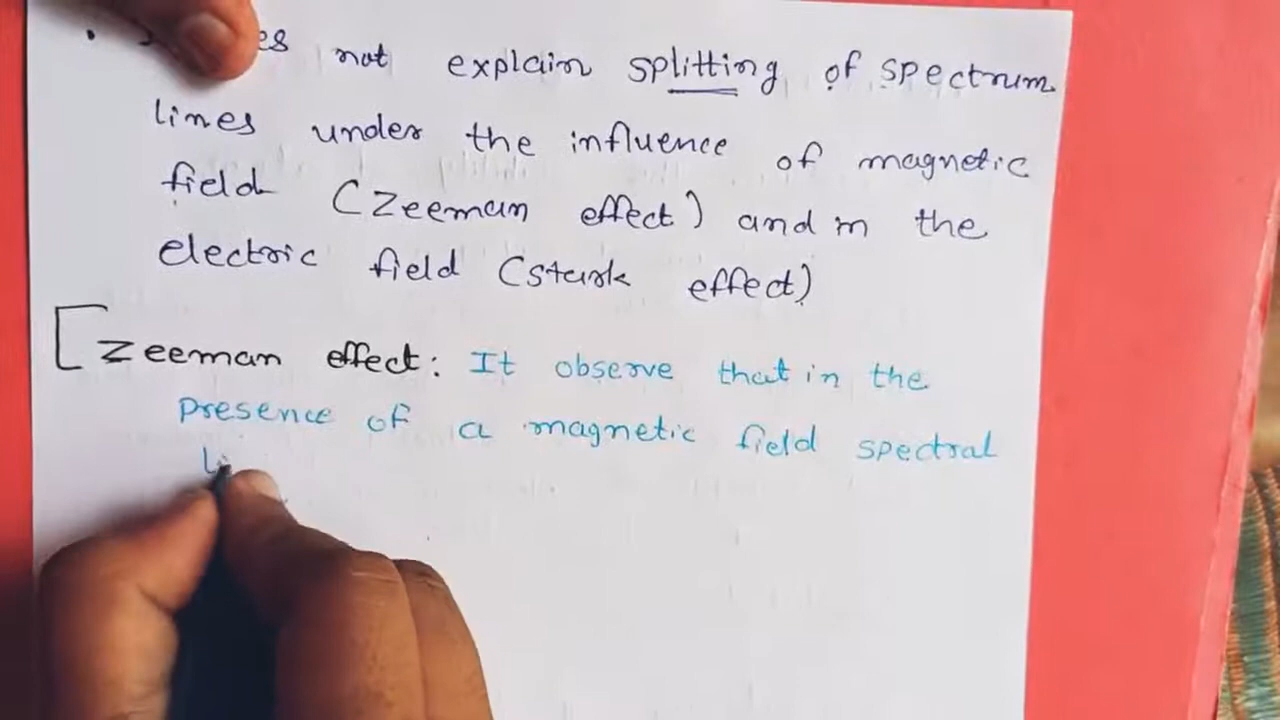 not explain splitting of spectrum
lines under the influence of magnetic
field (Zeeman effect) and in the
electric field (Stark effect)
Zeeman effect: It observe that in the
presence of a magnetic field spectral